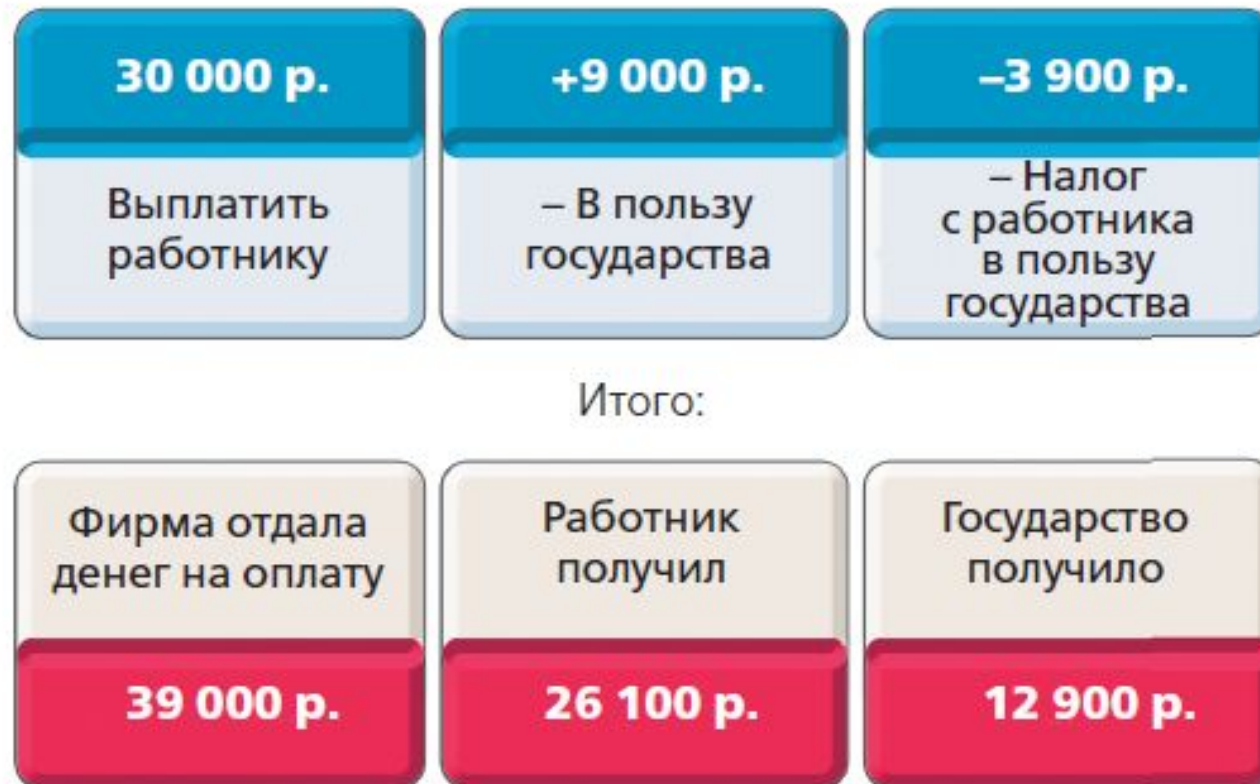 30 000 р.
Выплатить
работнику
+9 000 р.
– В пользу
государства
–3 900 р.
– Налог
с работника
в пользу
государства
Итого:
Фирма отдала
денег на оплату
39 000 р.
Работник
получил
26 100 р.
Государство
получило
12 900 р.